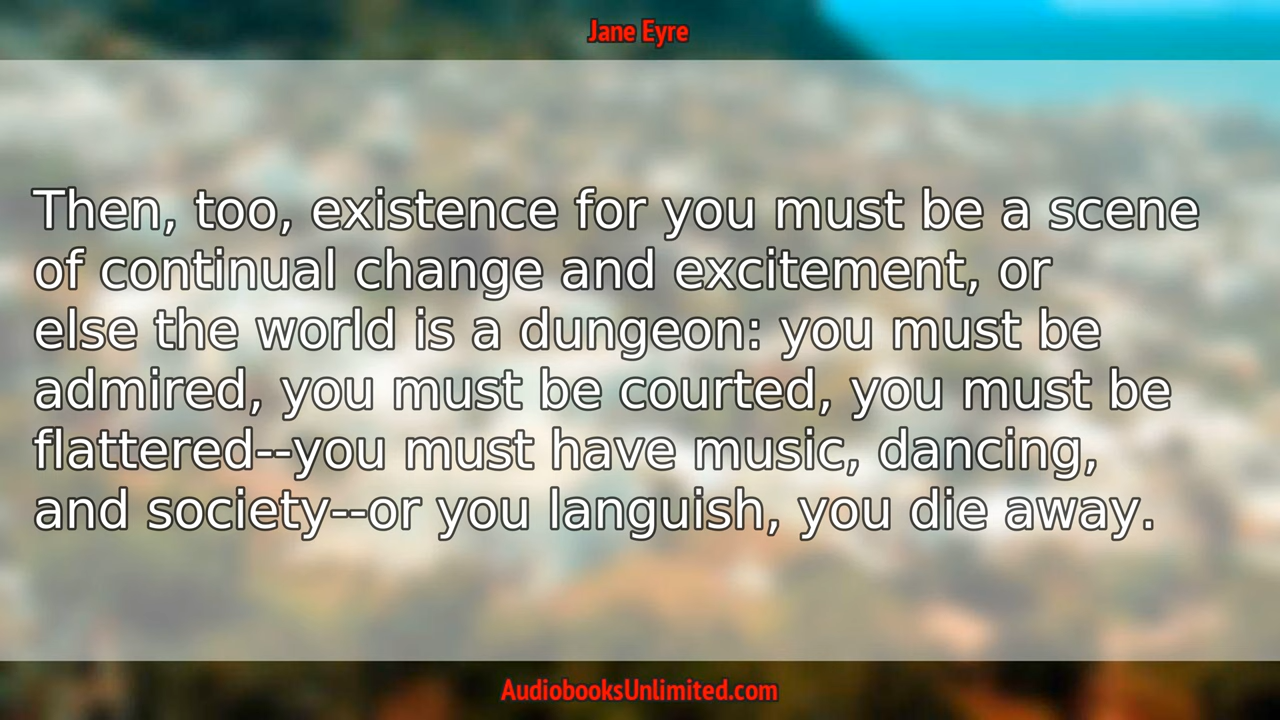 Jane Eyre
Then, too, existence for you must be a scene
of continual change and excitement, or
else the world is a dungeon: you must be
admired, you must be courted, you must be
flattered--you must have music, dancing,
and society--or you languish, you die away.
AudiobooksUnlimited.com